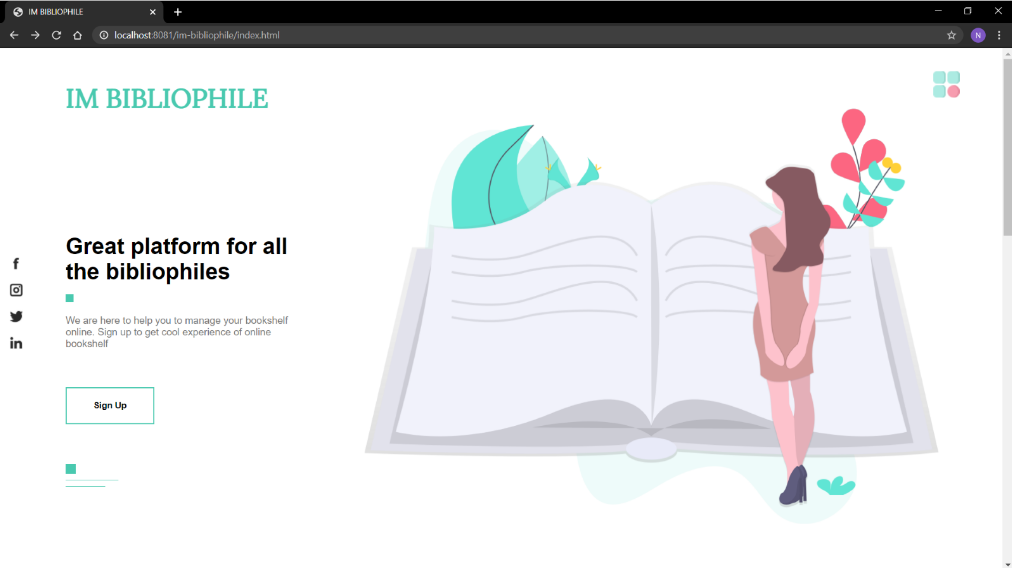 IM BIBLIOPHILE
localhost:8081/im-bibliophile/index.html
N
IM BIBLIOPHILE
Great platform for all
the bibliophiles
We are here to help you to manage your bookshelf
online. Sign up to get cool experience of online
bookshelf
Sign Up